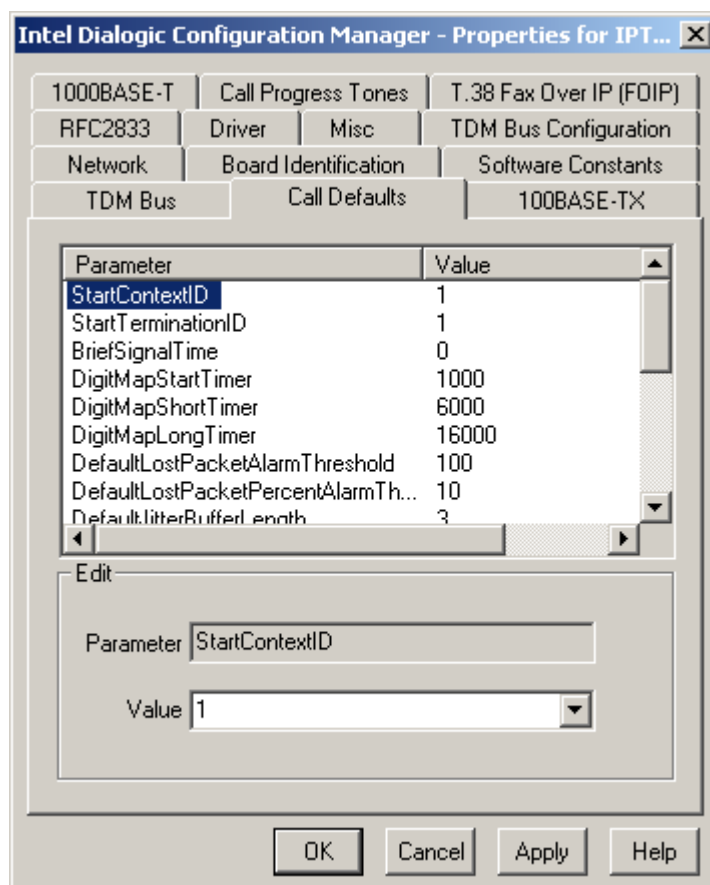 Intel Dialogic Configuration Manager - Properties for IPT...
1000BASE-T Call Progress Tones T.38 Fax Over IP (FOIP)
RFC2833 Driver Misc TDM Bus Configuration
Network Board Identification Software Constants
TDM Bus Call Defaults 100BASE-TX
Parameter Value
StartContextID 1
StartTerminationID 1
BriefSignalTime 0
DigitMapStartTimer 1000
DigitMapShortTimer 6000
DigitMapLongTimer 16000
DefaultLostPacketAlarmThreshold 100
DefaultLostPacketPercentAlarmTh... 10
DefaultJitterBufferLength 3
Edit
Parameter StartContextID
Value 1
OK Cancel Apply Help